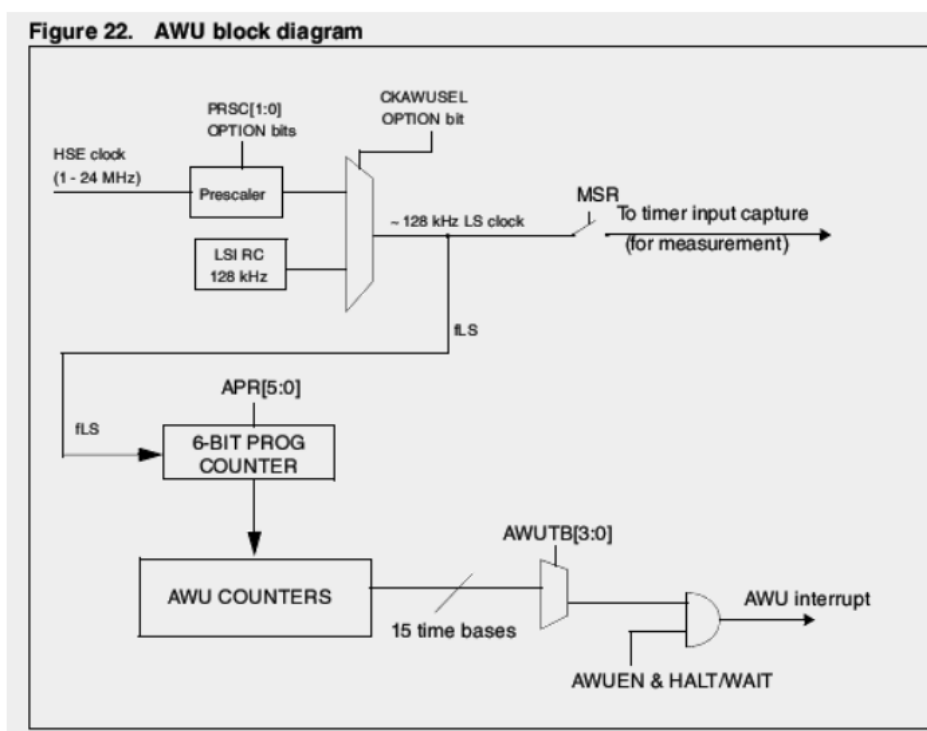 Figure 22. AWU block diagram
CKAWUSEL
OPTION bit
PRSC[1:0]
OPTION bits
HSE clock
(1 - 24 MHz)
Prescaler
MSR
~ 128 kHz LS clock
To timer input capture
(for measurement)
LSI RC
128 kHz
fLS
APR[5:0]
fLS
6-BIT PROG
COUNTER
AWUTB[3:0]
AWU COUNTERS
15 time bases
AWU interrupt
AWUEN & HALT/WAIT